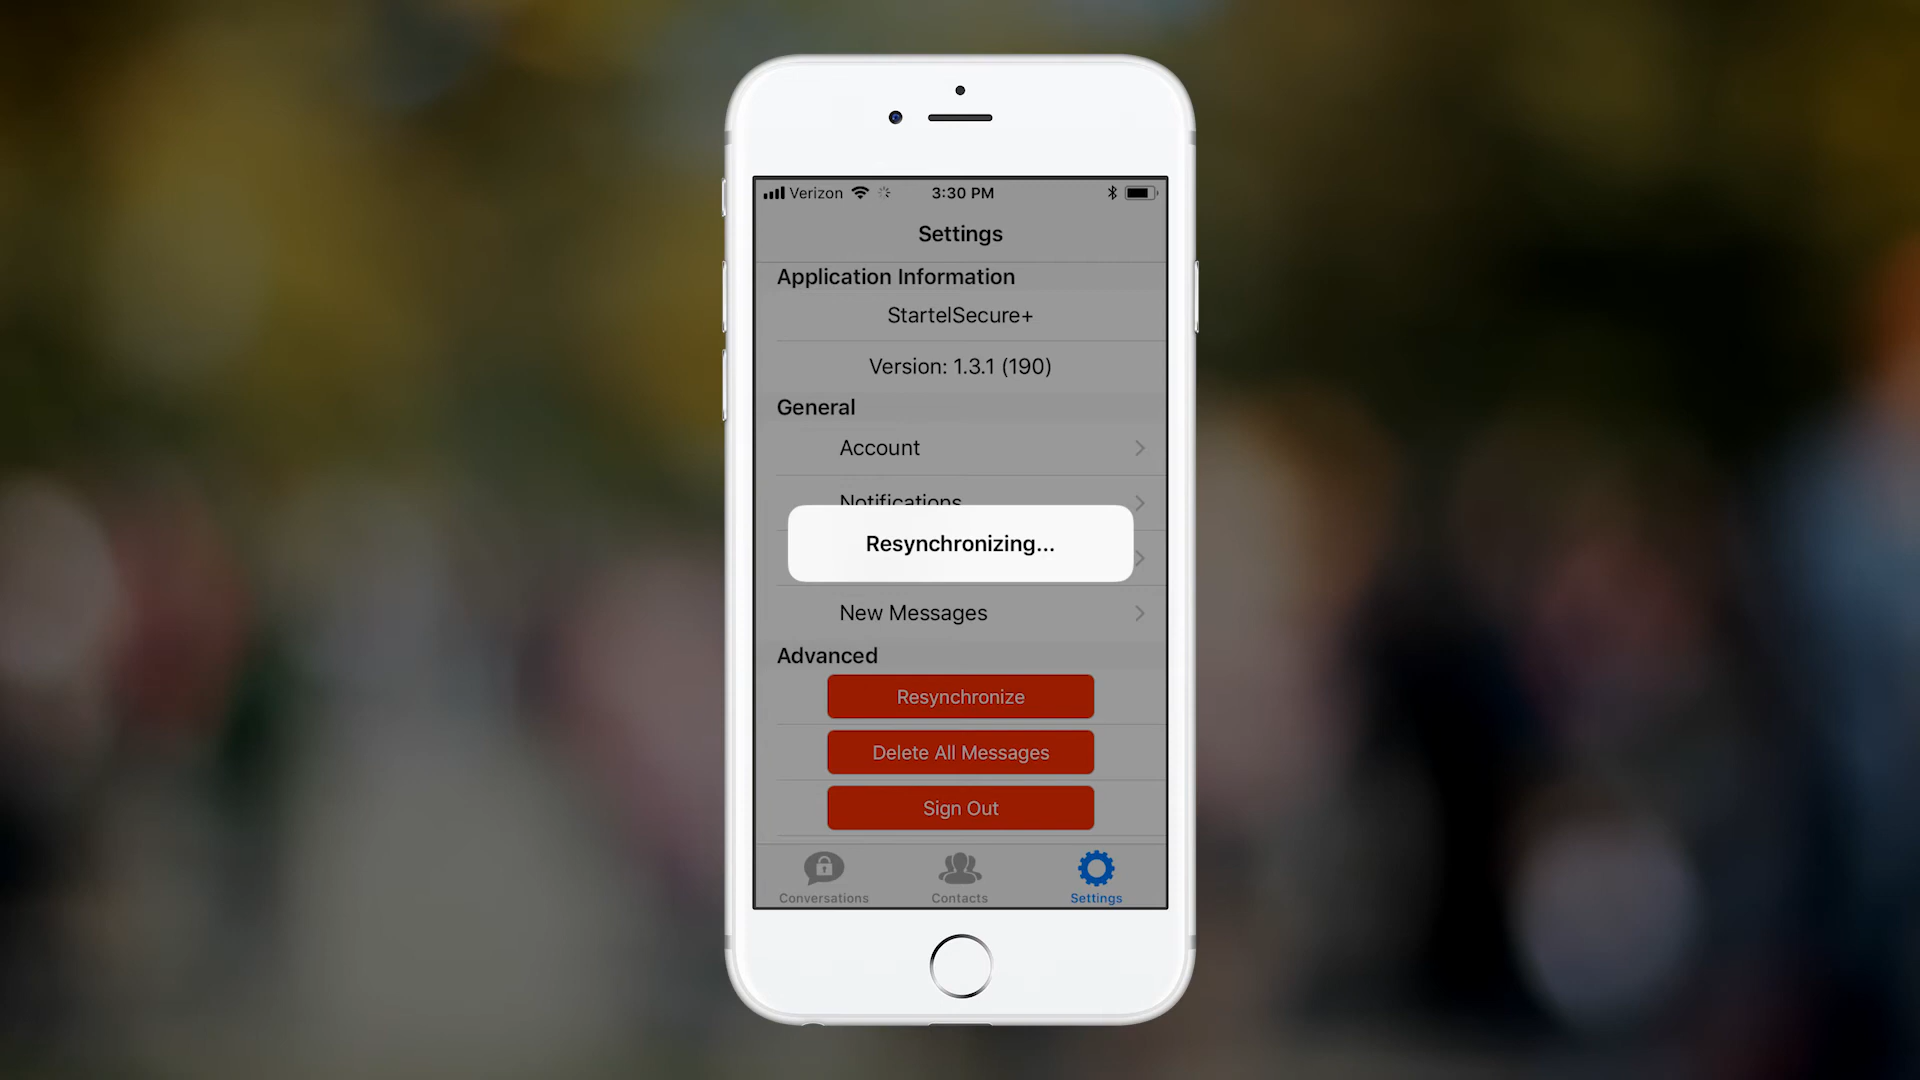 Verizon 3:30 PM
Settings
Application Information
StartelSecure+
Version: 1.3.1 (190)
General
Account
Notifications
Resynchronizing...
New Messages
Advanced
Resynchronize
Delete All Messages
Sign Out
Conversations Contacts Settings